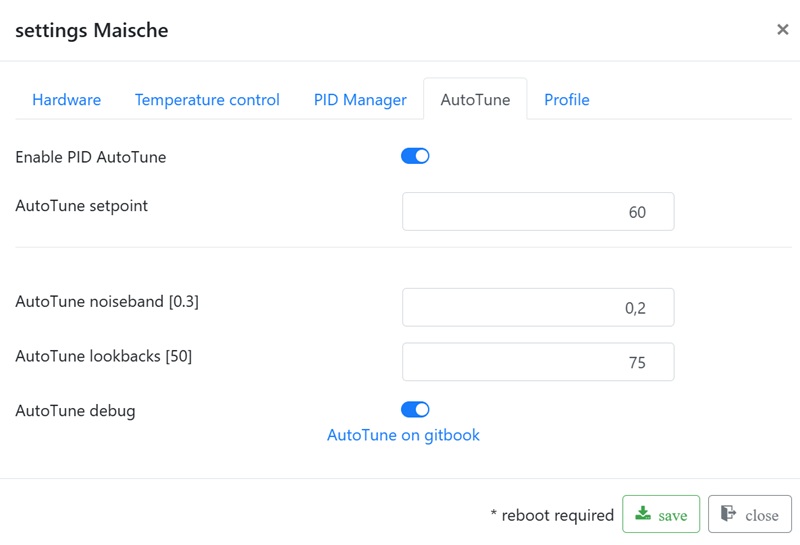 settings Maische
×
Hardware Temperature control PID Manager AutoTune Profile
Enable PID AutoTune
AutoTune setpoint 60
AutoTune noiseband [0.3] 0,2
AutoTune lookbacks [50] 75
AutoTune debug
AutoTune on gitbook
* reboot required save close